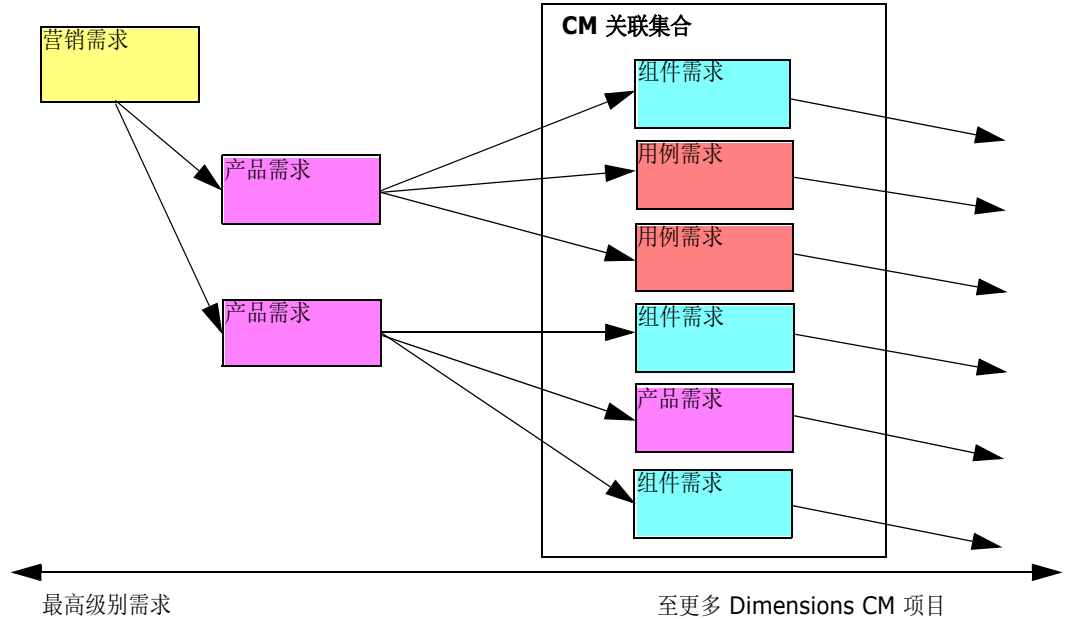 CM 关联集合
营销需求
组件需求
用例需求
产品需求
用例需求
产品需求
组件需求
产品需求
组件需求
最高级别需求
至更多 Dimensions CM 项目